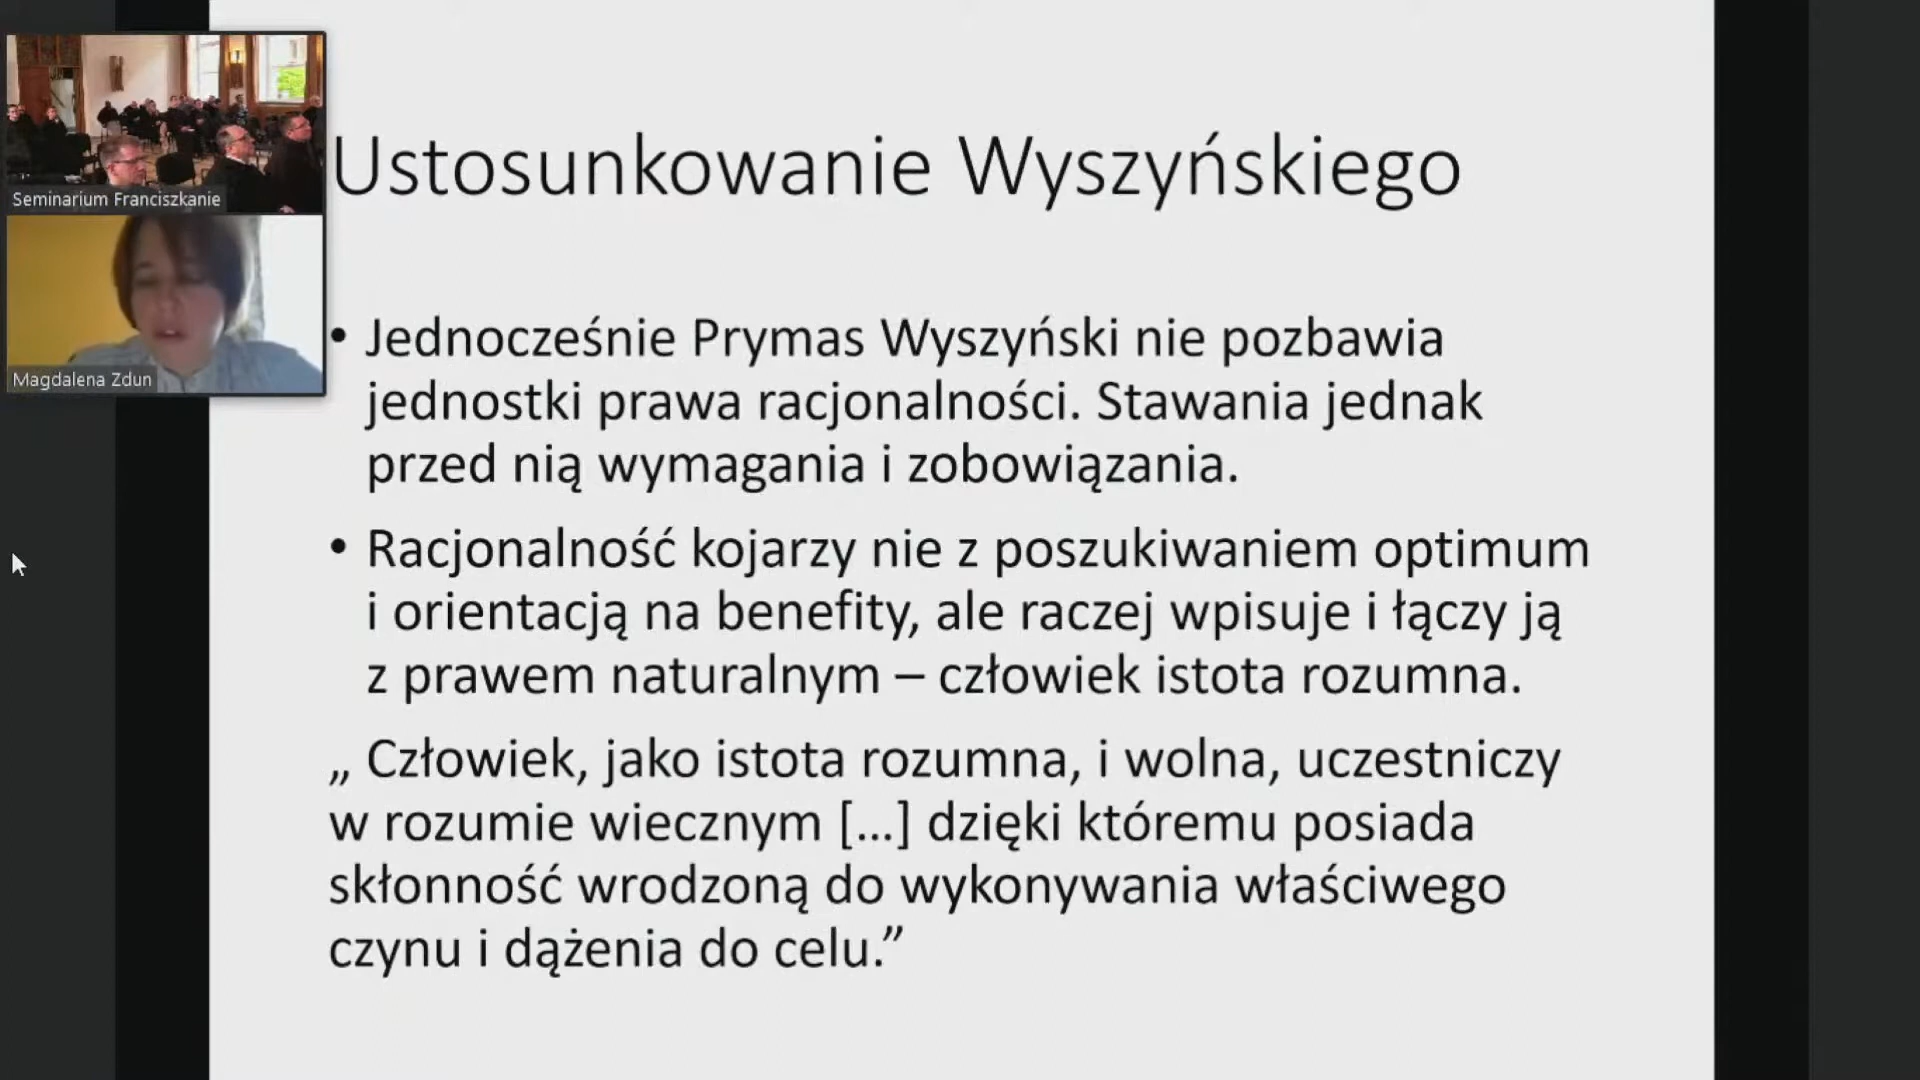 Seminarium Franciszkanie
Magdalena Zdun
Ustosunkowanie Wyszyńskiego
• Jednocześnie Prymas Wyszyński nie pozbawia
jednostki prawa racjonalności. Stawania jednak
przed nią wymagania i zobowiązania.
• Racjonalność kojarzy nie z poszukiwaniem optimum
i orientacją na benefity, ale raczej wpisuje i łączy ją
z prawem naturalnym – człowiek istota rozumna.
„ Człowiek, jako istota rozumna, i wolna, uczestniczy
w rozumie wiecznym [...] dzięki któremu posiada
skłonność wrodzoną do wykonywania właściwego
czynu i dążenia do celu.”